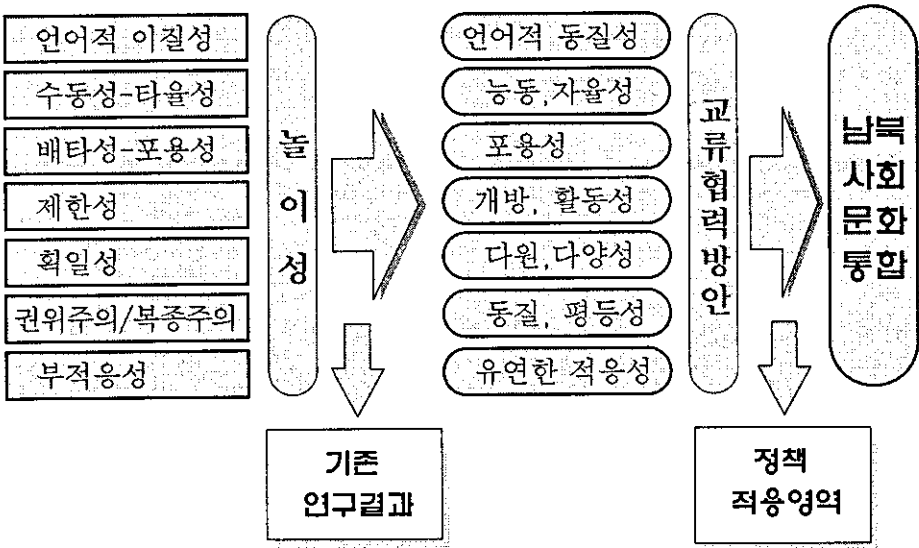 언어적 이질성
수동성-타율성
배타성-포용성
제한성
획일성
권위주의/복종주의
부적응성
놀이성
언어적 동질성
능동,자율성
포용성
개방, 활동성
다원,다양성
동질, 평등성
유연한 적응성
교류협력방안
남북
사회
문화
통합
기존
연구결과
정책
적용영역